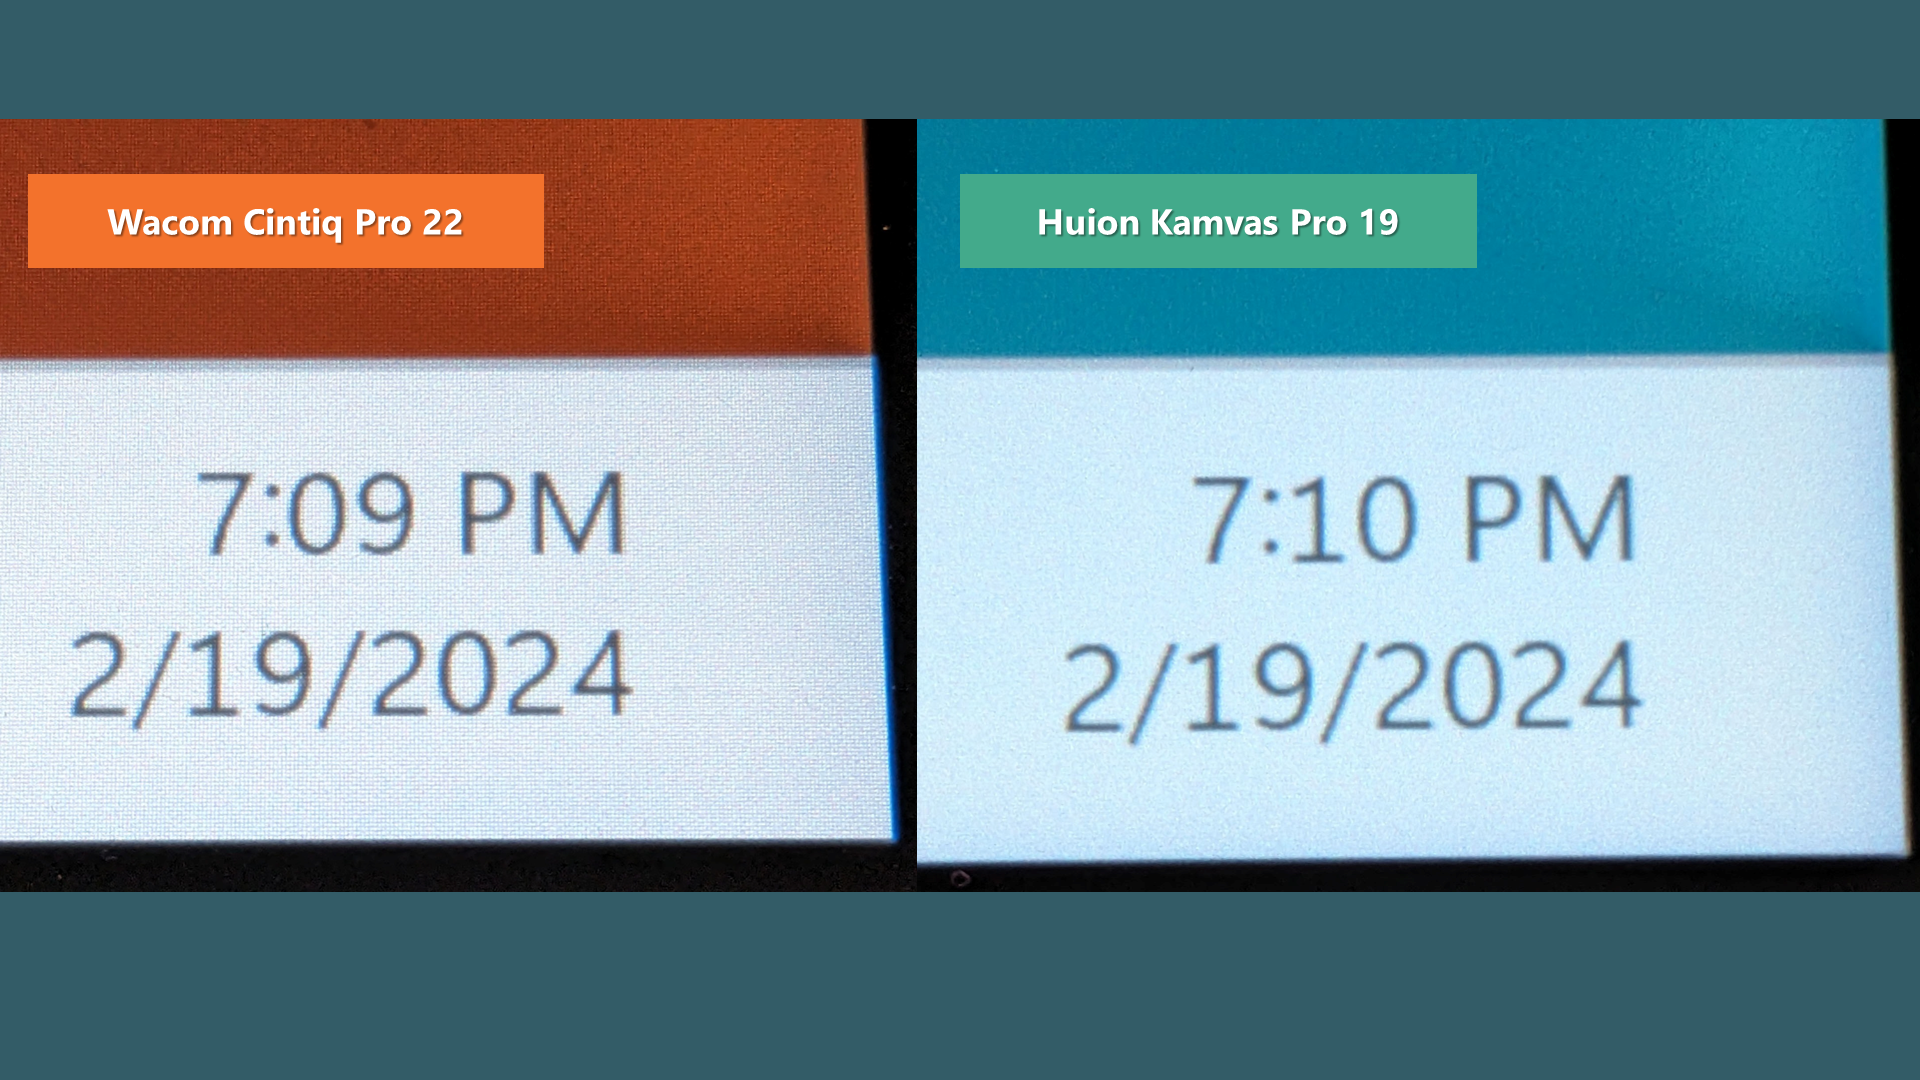 Wacom Cintiq Pro 22
7:09 PM
2/19/2024
Huion Kamvas Pro 19
7:10 PM
2/19/2024